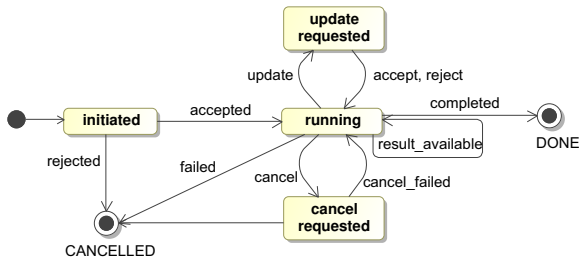 update
requested
update
accept, reject
initiated
accepted
running
completed
result_available
DONE
rejected
failed
cancel
cancel_failed
cancel
requested
CANCELLED